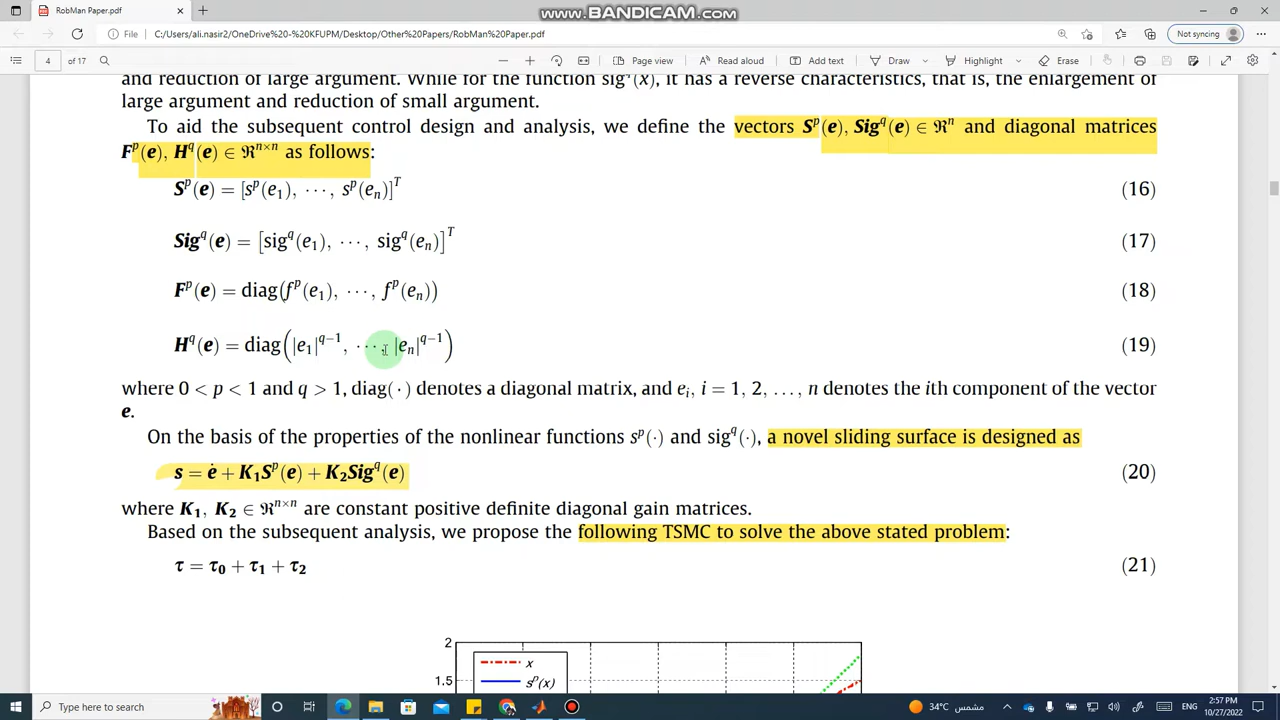 RobMan Paper.pdf
WWW.BANDICAM.COM
File
C:/Users/ali.nasir2/OneDrive%20-%20KFUPM/Desktop/Other%20Papers/RobMan%20Paper.pdf
Not syncing
4 of 17
Page view
Read aloud
Add text
Draw
Highlight
Erase
and reduction of large argument. While for the function sig^q(x), it has a reverse characteristics, that is, the enlargement of
large argument and reduction of small argument.
To aid the subsequent control design and analysis, we define the vectors S^p(e), Sig^q(e) ∈ ℜ^n and diagonal matrices
F^p(e), H^q(e) ∈ ℜ^{n×n} as follows:
S^p(e) = [s^p(e_1), ⋯, s^p(e_n)]^T (16)
Sig^q(e) = [sig^q(e_1), ⋯, sig^q(e_n)]^T (17)
F^p(e) = diag(f^p(e_1), ⋯, f^p(e_n)) (18)
H^q(e) = diag(|e_1|^{q−1}, ⋯, |e_n|^{q−1}) (19)
where 0 < p < 1 and q > 1, diag(·) denotes a diagonal matrix, and e_i, i = 1, 2, …, n denotes the ith component of the vector
e.
On the basis of the properties of the nonlinear functions s^p(·) and sig^q(·), a novel sliding surface is designed as
s = ė + K_1S^p(e) + K_2Sig^q(e) (20)
where K_1, K_2 ∈ ℜ^{n×n} are constant positive definite diagonal gain matrices.
Based on the subsequent analysis, we propose the following TSMC to solve the above stated problem:
τ = τ_0 + τ_1 + τ_2 (21)
2
x
s^p(x)
1.5
Type here to search
34°C مشمس
ENG
2:57 PM
10/27/2022